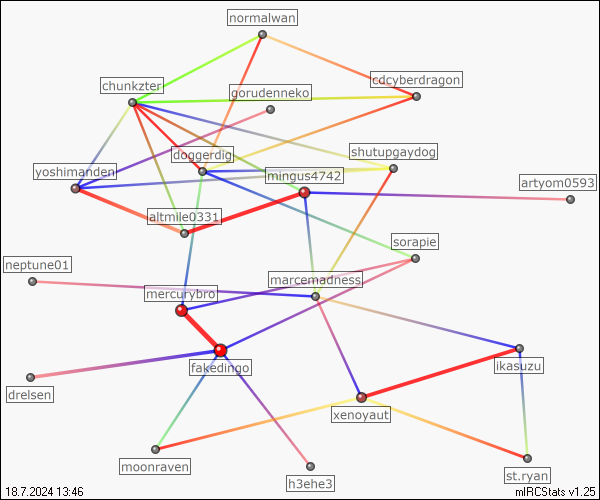 normalwan
cdcyberdragon
chunkzter
gorudenneko
doggerdig
shutupgaydog
yoshimanden
mingus4742
artyom0593
altmile0331
sorapie
neptune01
marcemadness
mercurybro
fakedingo
ikasuzu
drelsen
xenoyaut
moonraven
h3ehe3
st.ryan
18.7.2024 13:46
mIRCStats v1.25